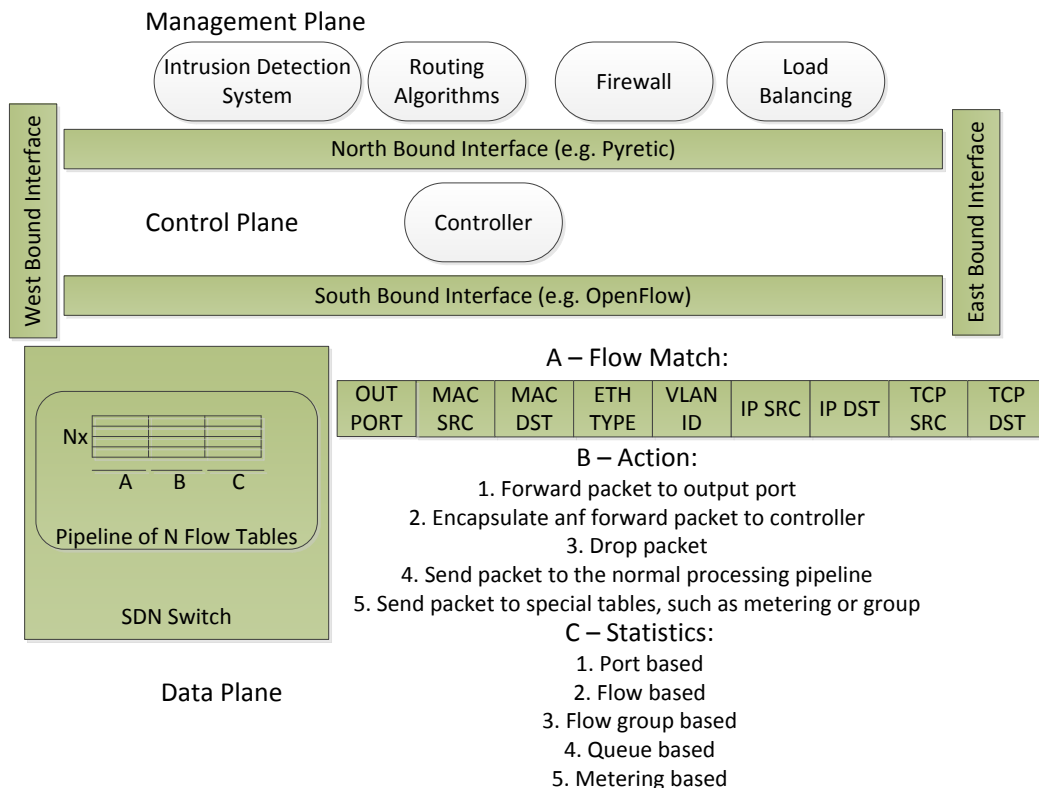 Management Plane
Intrusion Detection
System
Routing
Algorithms
Firewall
Load
Balancing
West Bound Interface
North Bound Interface (e.g. Pyretic)
East Bound Interface
Control Plane
Controller
South Bound Interface (e.g. OpenFlow)
Nx
A B C
Pipeline of N Flow Tables
SDN Switch
Data Plane
A – Flow Match:
OUT
PORT
MAC
SRC
MAC
DST
ETH
TYPE
VLAN
ID
IP SRC
IP DST
TCP
SRC
TCP
DST
B – Action:
1. Forward packet to output port
2. Encapsulate anf forward packet to controller
3. Drop packet
4. Send packet to the normal processing pipeline
5. Send packet to special tables, such as metering or group
C – Statistics:
1. Port based
2. Flow based
3. Flow group based
4. Queue based
5. Metering based